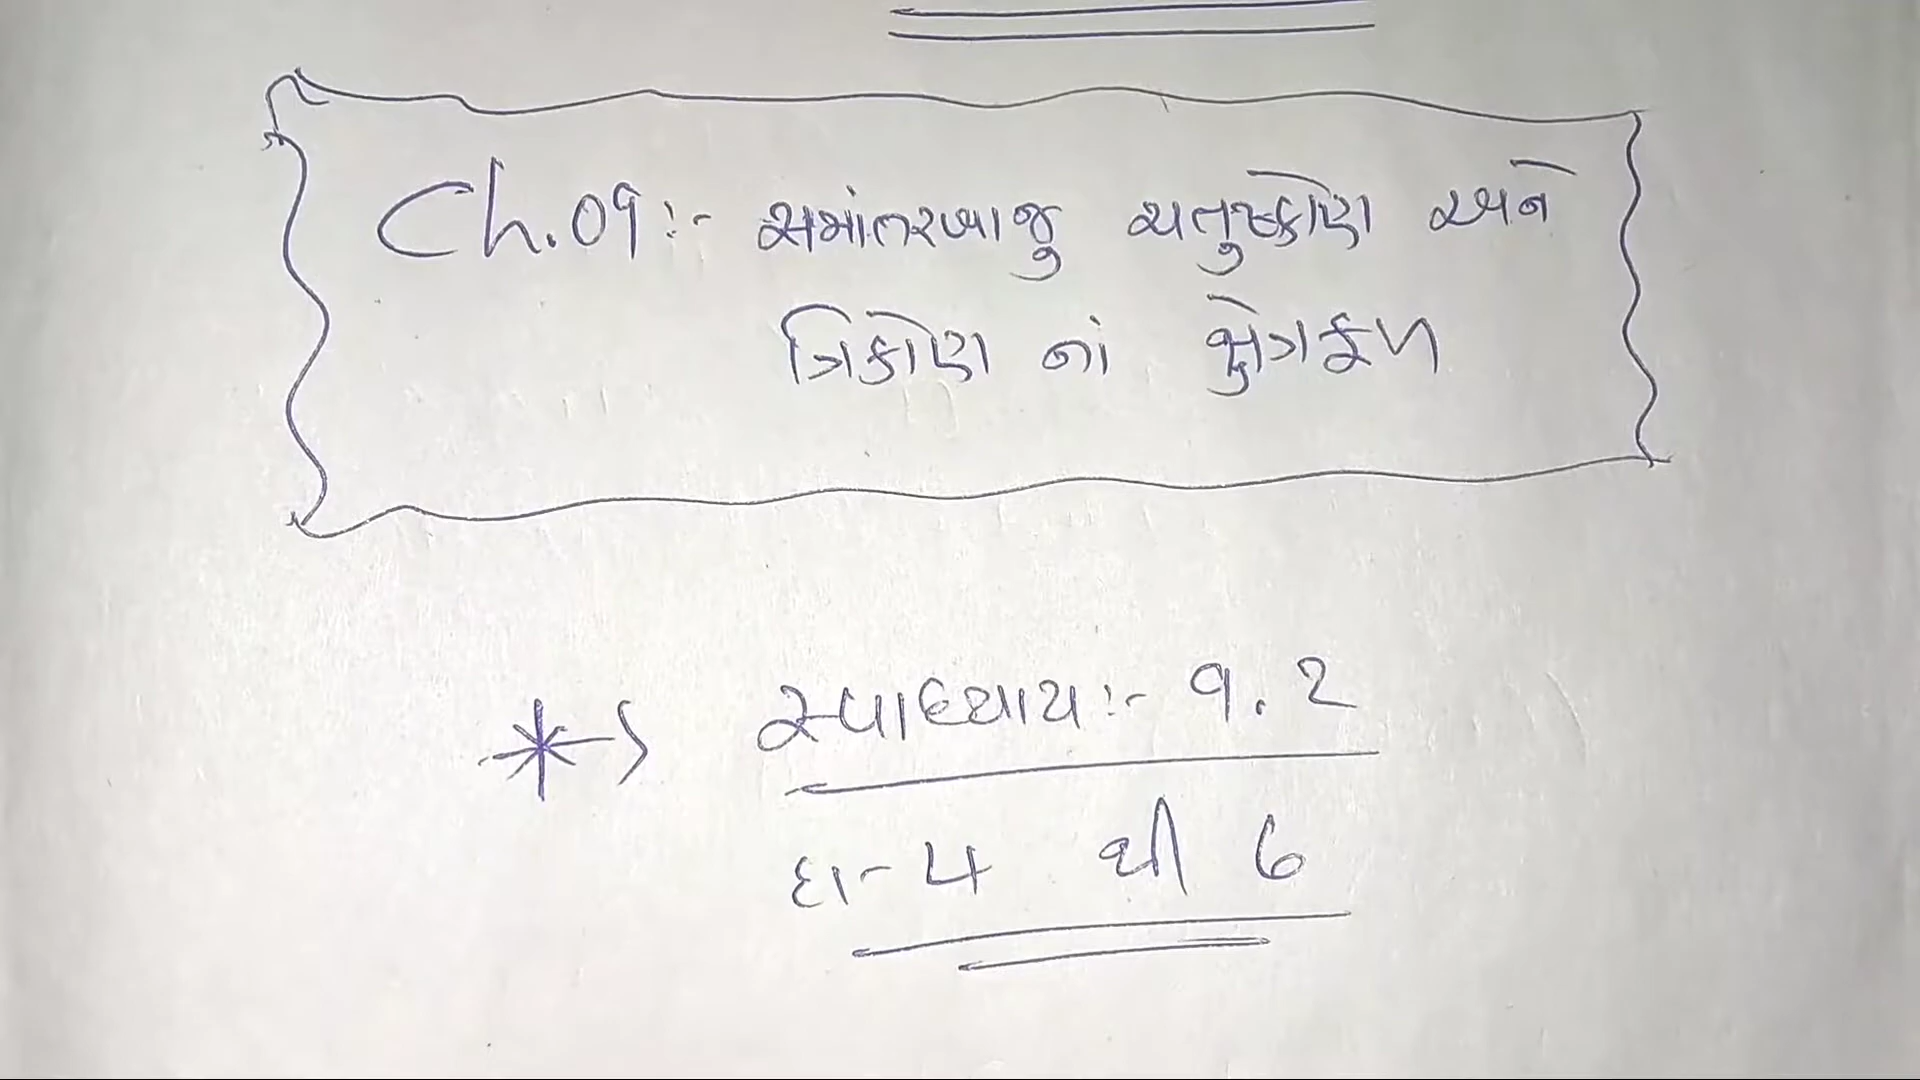 Ch.09:- સમાંતરબાજુ ચતુષ્કોણ અને
ત્રિકોણ નાં ક્ષેત્રફળ
સ્વાધ્યાય:- 9.2
દા- 4 થી 6